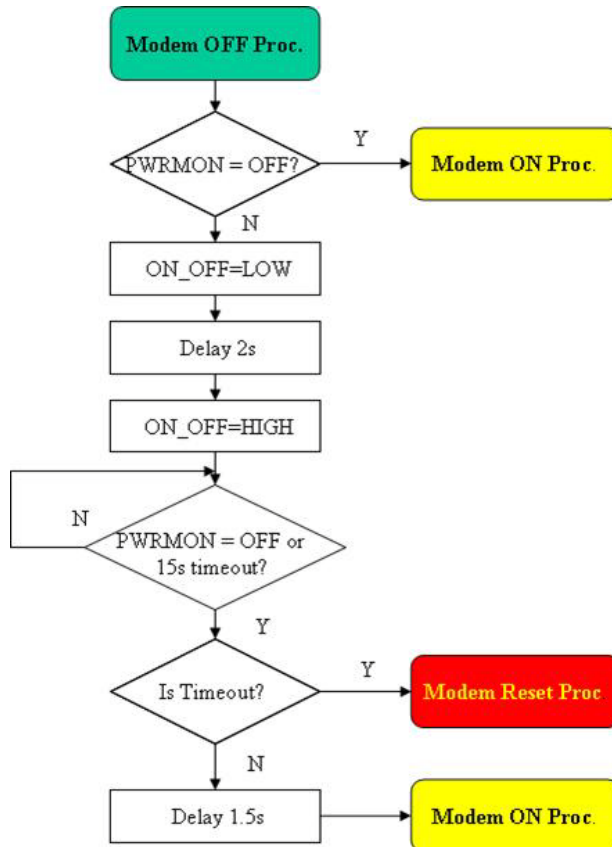 Modem OFF Proc.
Y
PWRMON = OFF?
Modem ON Proc.
N
ON_OFF=LOW
Delay 2s
ON_OFF=HIGH
N
PWRMON = OFF or
15s timeout?
Y
Y
Is Timeout?
Modem Reset Proc
N
Delay 1.5s
Modem ON Proc.